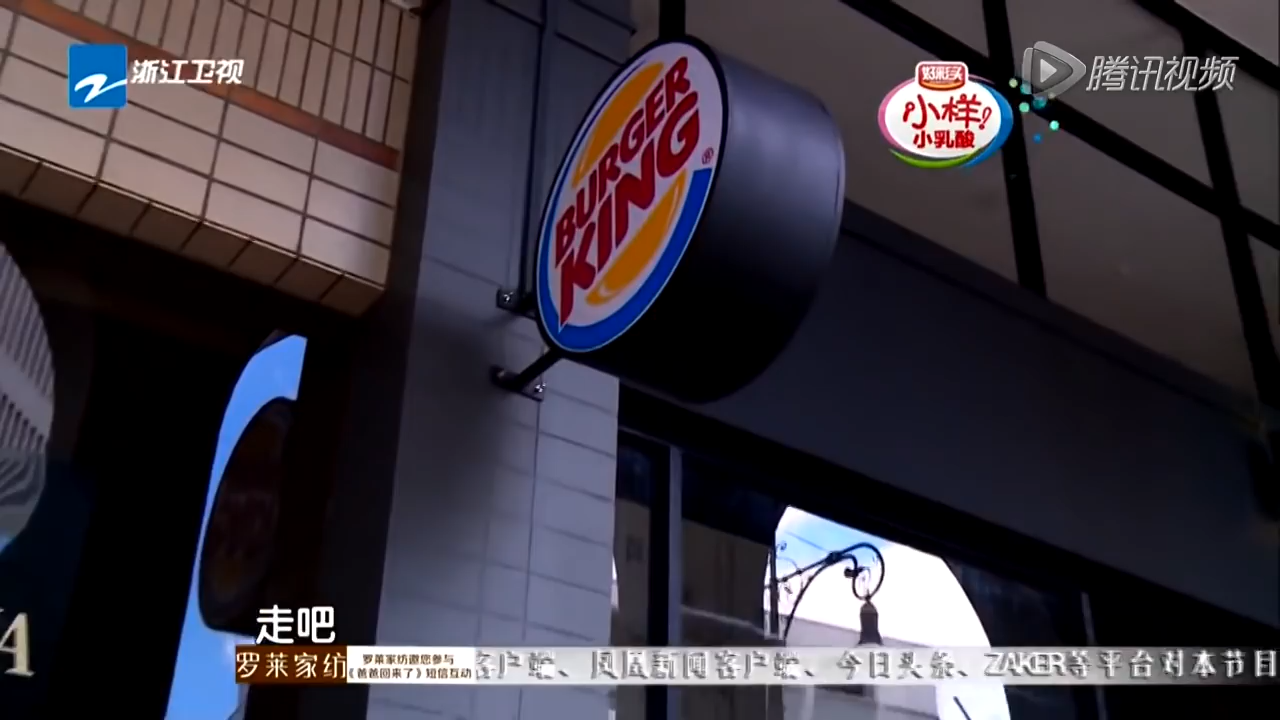 浙江卫视
BURGER
KING
®
好彩头
小样!
小乳酸
腾讯视频
A
走吧
罗莱家纺
罗莱家纺邀您参与
《爸爸回来了》短信互动
客户端、凤凰新闻客户端、今日头条、ZAKER等平台对本节目